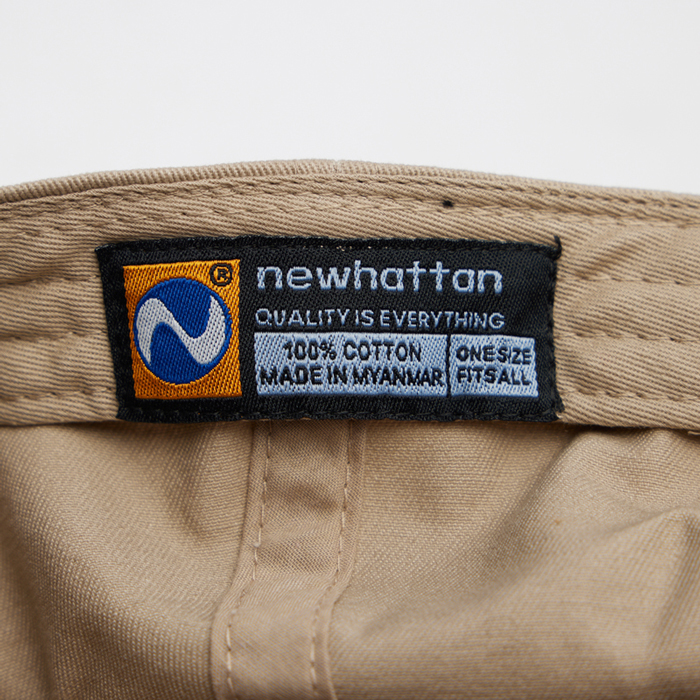 ®
newhattan
QUALITY IS EVERYTHING
100% COTTON
MADE IN MYANMAR
ONE SIZE
FITS ALL